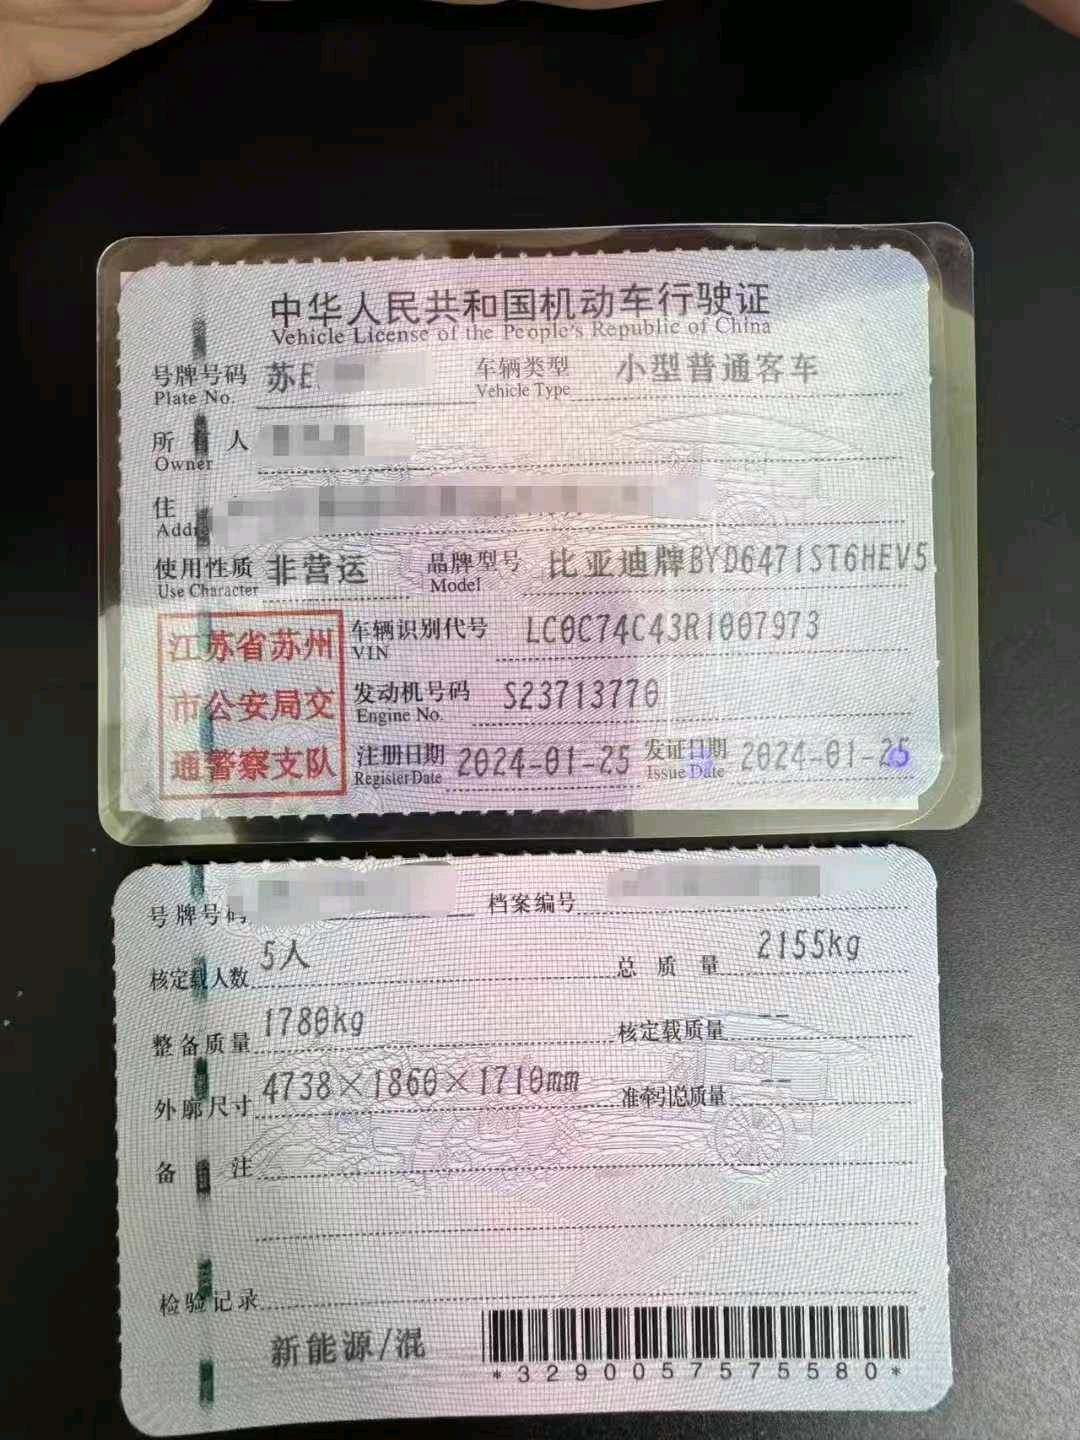 中华人民共和国机动车行驶证
Vehicle License of the People's Republic of China
号牌号码 苏E 车辆类型 小型普通客车
Plate No. Vehicle Type
所 人
Owner
住
Addr
使用性质 非营运 品牌型号 比亚迪牌BYD6471ST6HEV5
Use Character Model
江苏省苏州
市公安局交
通警察支队
车辆识别代号 LC0C74C43R1007973
VIN
发动机号码 S23713770
Engine No.
注册日期 2024-01-25 发证日期 2024-01-25
Register Date Issue Date
号牌号码 档案编号
核定载人数 5人 总质量 2155kg
整备质量 1780kg 核定载质量 --
外廓尺寸 4738×1860×1710mm 准牵引总质量 --
备 注
检验记录
新能源/混
*3290057575580*